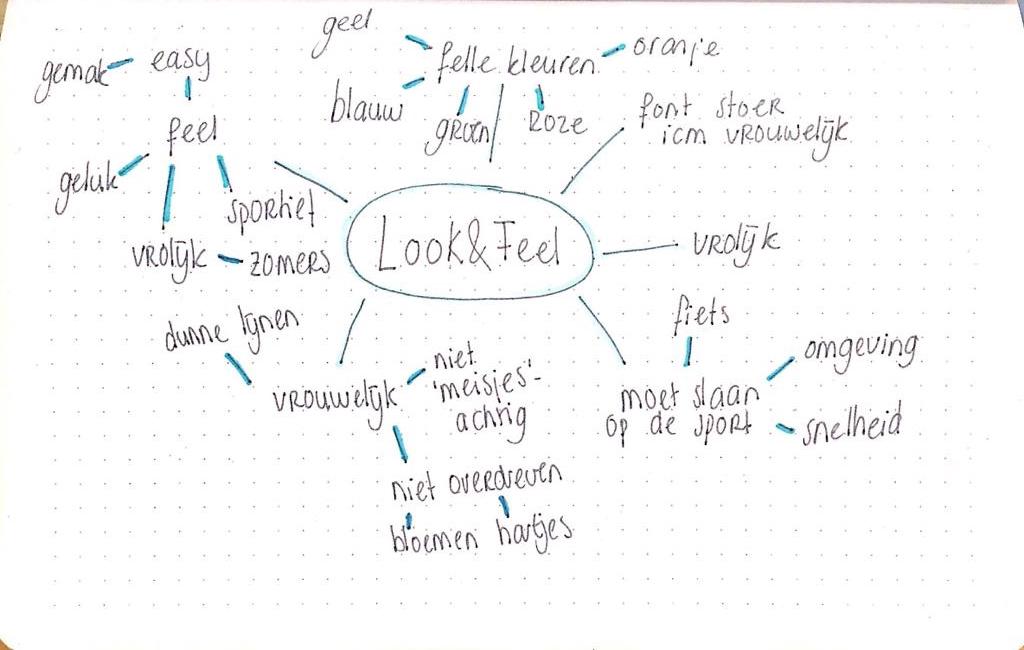 geel
felle kleuren
oranje
gemak
easy
blauw
groen
roze
font stoer
icm vrouwelijk
feel
geluk
sportief
Look&Feel
vrolijk
vrolijk
zomers
dunne lijnen
fiets
omgeving
niet
'meisjes'-
achtig
vrouwelijk
moet slaan
op de sport
snelheid
niet overdreven
bloemen
hartjes